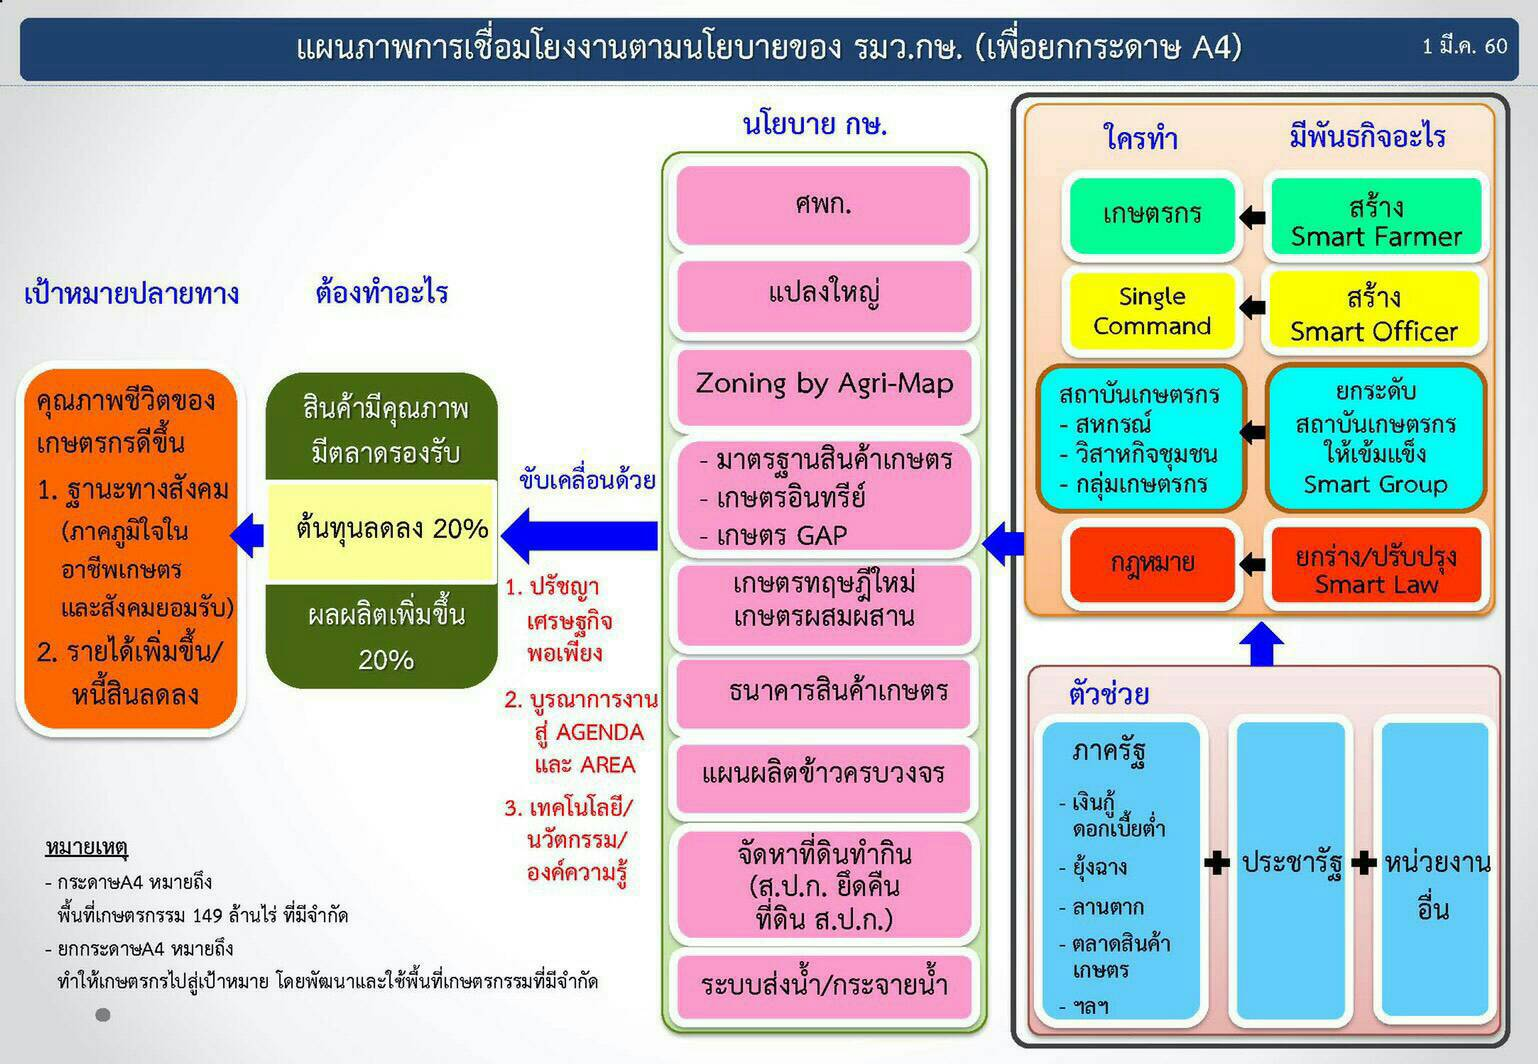 แผนภาพการเชื่อมโยงงานตามนโยบายของ รมว.กษ. (เพื่อยกกระดาษ A4)
1 มี.ค. 60
เป้าหมายปลายทาง
คุณภาพชีวิตของ
เกษตรกรดีขึ้น
1. ฐานะทางสังคม
(ภาคภูมิใจใน
อาชีพเกษตร
และสังคมยอมรับ)
2. รายได้เพิ่มขึ้น/
หนี้สินลดลง
ต้องทำอะไร
สินค้ามีคุณภาพ
มีตลาดรองรับ
ต้นทุนลดลง 20%
ผลผลิตเพิ่มขึ้น
20%
ขับเคลื่อนด้วย
1. ปรัชญา
เศรษฐกิจ
พอเพียง
2. บูรณาการงาน
สู่ AGENDA
และ AREA
3. เทคโนโลยี/
นวัตกรรม/
องค์ความรู้
นโยบาย กษ.
ศพก.
แปลงใหญ่
Zoning by Agri-Map
- มาตรฐานสินค้าเกษตร
- เกษตรอินทรีย์
- เกษตร GAP
เกษตรทฤษฎีใหม่
เกษตรผสมผสาน
ธนาคารสินค้าเกษตร
แผนผลิตข้าวครบวงจร
จัดหาที่ดินทำกิน
(ส.ป.ก. ยึดคืน
ที่ดิน ส.ป.ก.)
ระบบส่งน้ำ/กระจายน้ำ
ใครทำ
มีพันธกิจอะไร
เกษตรกร
สร้าง
Smart Farmer
Single
Command
สร้าง
Smart Officer
สถาบันเกษตรกร
- สหกรณ์
- วิสาหกิจชุมชน
- กลุ่มเกษตรกร
ยกระดับ
สถาบันเกษตรกร
ให้เข้มแข็ง
Smart Group
กฎหมาย
ยกร่าง/ปรับปรุง
Smart Law
ตัวช่วย
ภาครัฐ
- เงินกู้
ดอกเบี้ยต่ำ
- ยุ้งฉาง
- ลานตาก
- ตลาดสินค้า
เกษตร
- ฯลฯ
ประชารัฐ
หน่วยงาน
อื่น
หมายเหตุ
- กระดาษA4 หมายถึง
พื้นที่เกษตรกรรม 149 ล้านไร่ ที่มีจำกัด
- ยกกระดาษA4 หมายถึง
ทำให้เกษตรกรไปสู่เป้าหมาย โดยพัฒนาและใช้พื้นที่เกษตรกรรมที่มีจำกัด